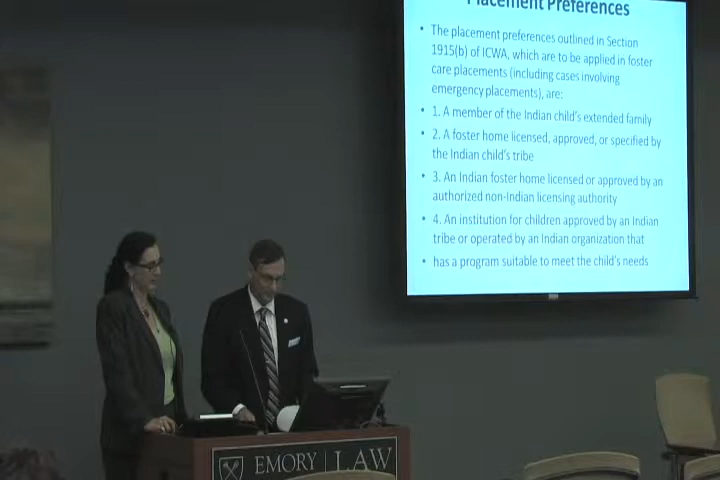 Placement Preferences
• The placement preferences outlined in Section
1915(b) of ICWA, which are to be applied in foster
care placements (including cases involving
emergency placements), are:
• 1. A member of the Indian child's extended family
• 2. A foster home licensed, approved, or specified by
the Indian child's tribe
• 3. An Indian foster home licensed or approved by an
authorized non-Indian licensing authority
• 4. An institution for children approved by an Indian
tribe or operated by an Indian organization that
• has a program suitable to meet the child's needs
EMORY | LAW